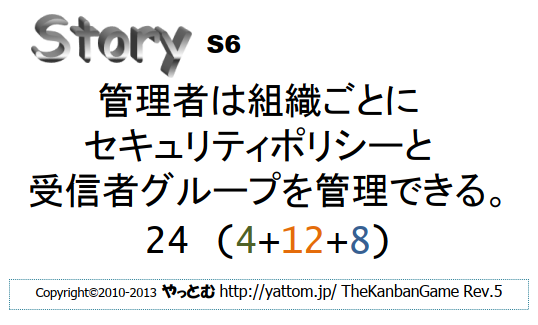 Story S6
管理者は組織ごとに
セキュリティポリシーと
受信者グループを管理できる。
24 (4+12+8)
Copyright©2010-2013 やっとむ http://yattom.jp/ TheKanbanGame Rev.5